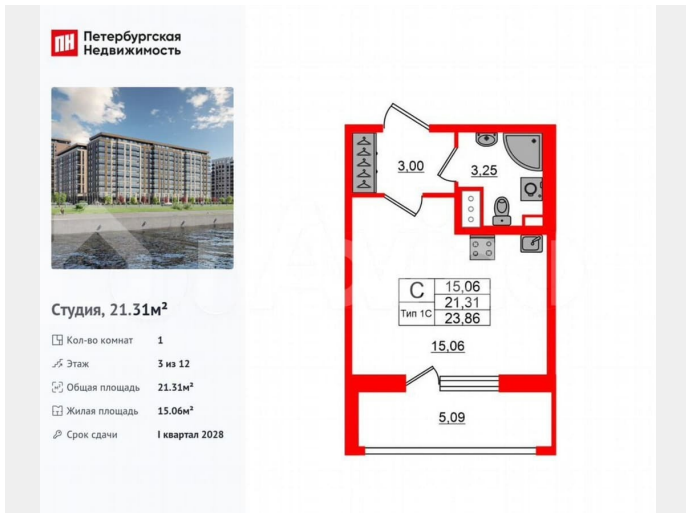 ПН Петербургская
Недвижимость
Студия, 21.31м²
Кол-во комнат 1
Этаж 3 из 12
Общая площадь 21.31м²
Жилая площадь 15.06м²
Срок сдачи I квартал 2028
3,00
3,25
С 15,06
21,31
Тип 1С 23,86
15,06
5,09